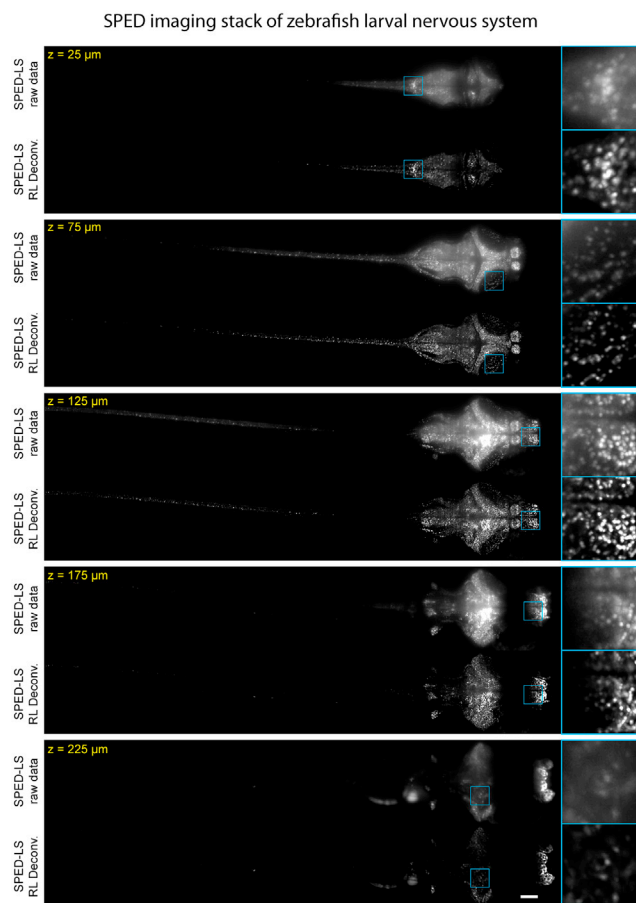 SPED imaging stack of zebrafish larval nervous system
z = 25 µm
SPED-LS
raw data
SPED-LS
RL Deconv.
z = 75 µm
SPED-LS
raw data
SPED-LS
RL Deconv.
z = 125 µm
SPED-LS
raw data
SPED-LS
RL Deconv.
z = 175 µm
SPED-LS
raw data
SPED-LS
RL Deconv.
z = 225 µm
SPED-LS
raw data
SPED-LS
RL Deconv.